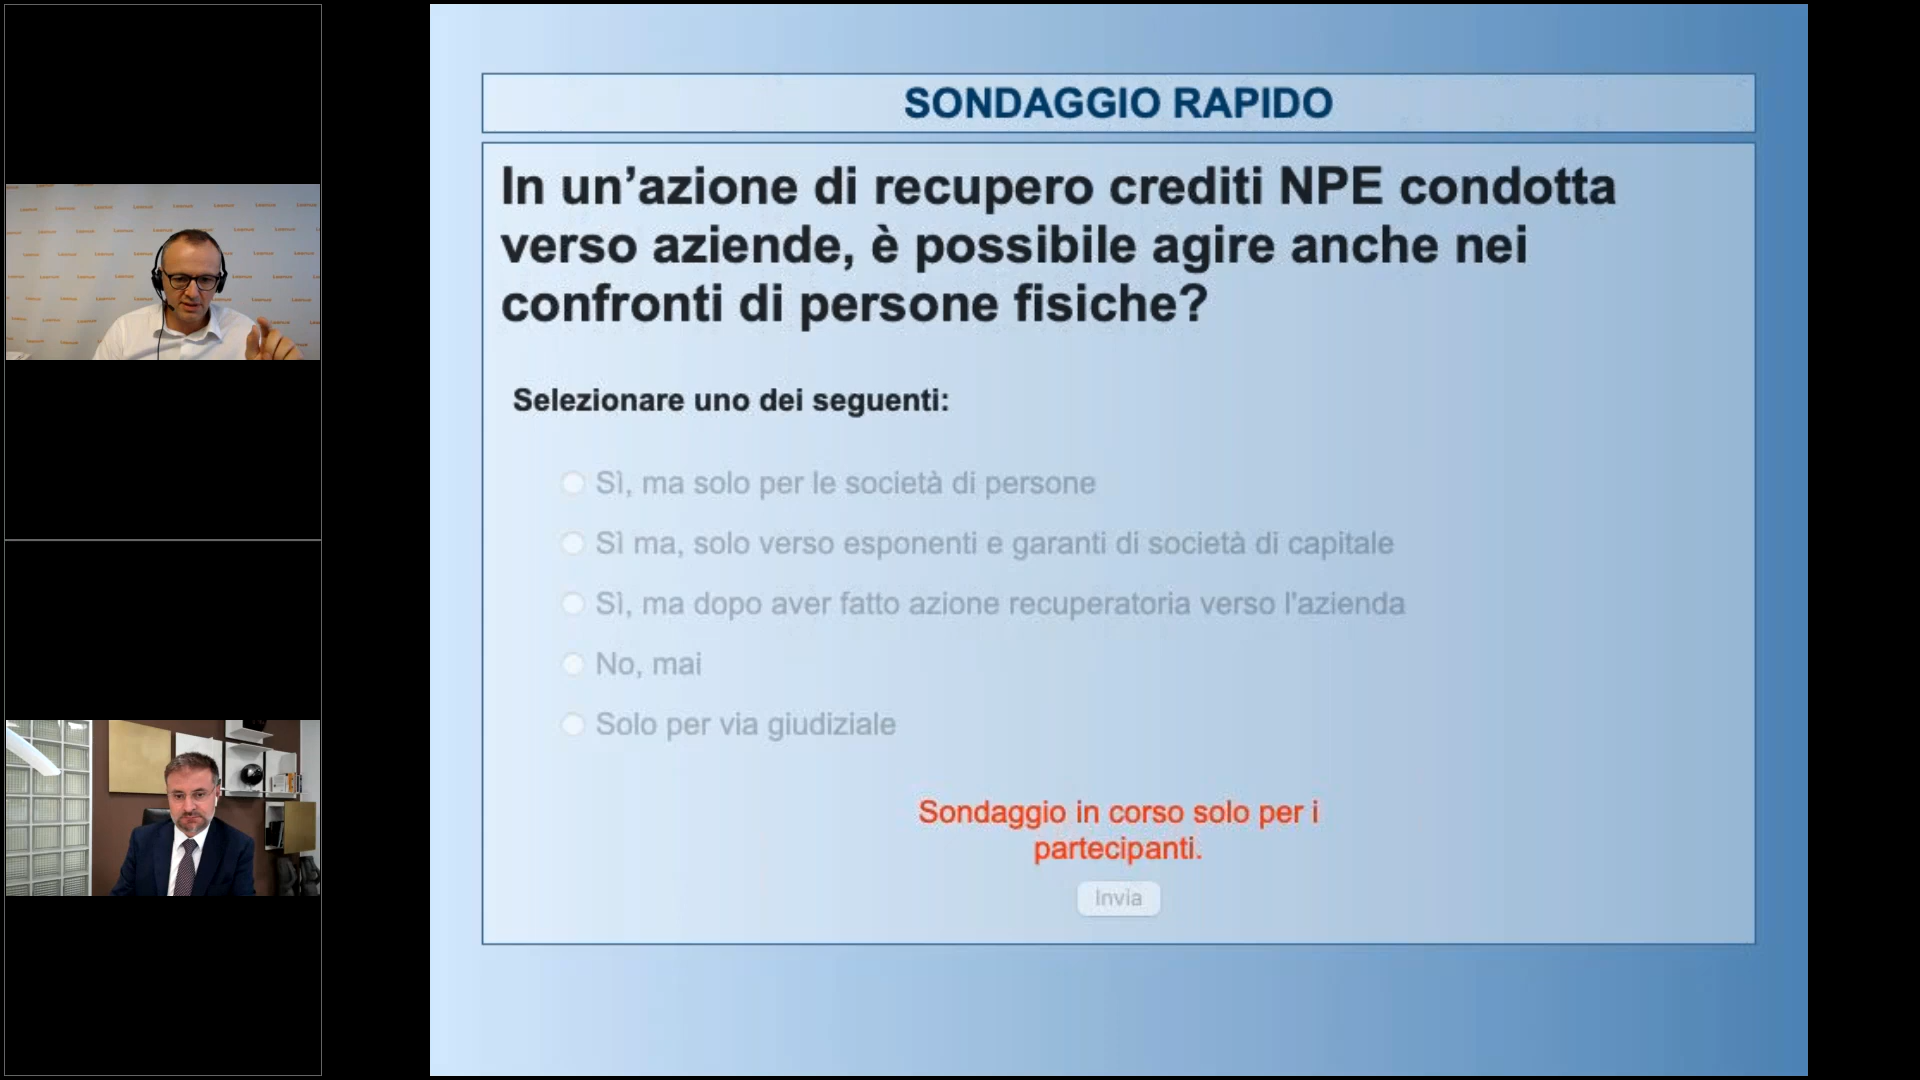 SONDAGGIO RAPIDO
In un’azione di recupero crediti NPE condotta
verso aziende, è possibile agire anche nei
confronti di persone fisiche?
Selezionare uno dei seguenti:
Sì, ma solo per le società di persone
Sì ma, solo verso esponenti e garanti di società di capitale
Sì, ma dopo aver fatto azione recuperatoria verso l'azienda
No, mai
Solo per via giudiziale
Sondaggio in corso solo per i
partecipanti.
Invia